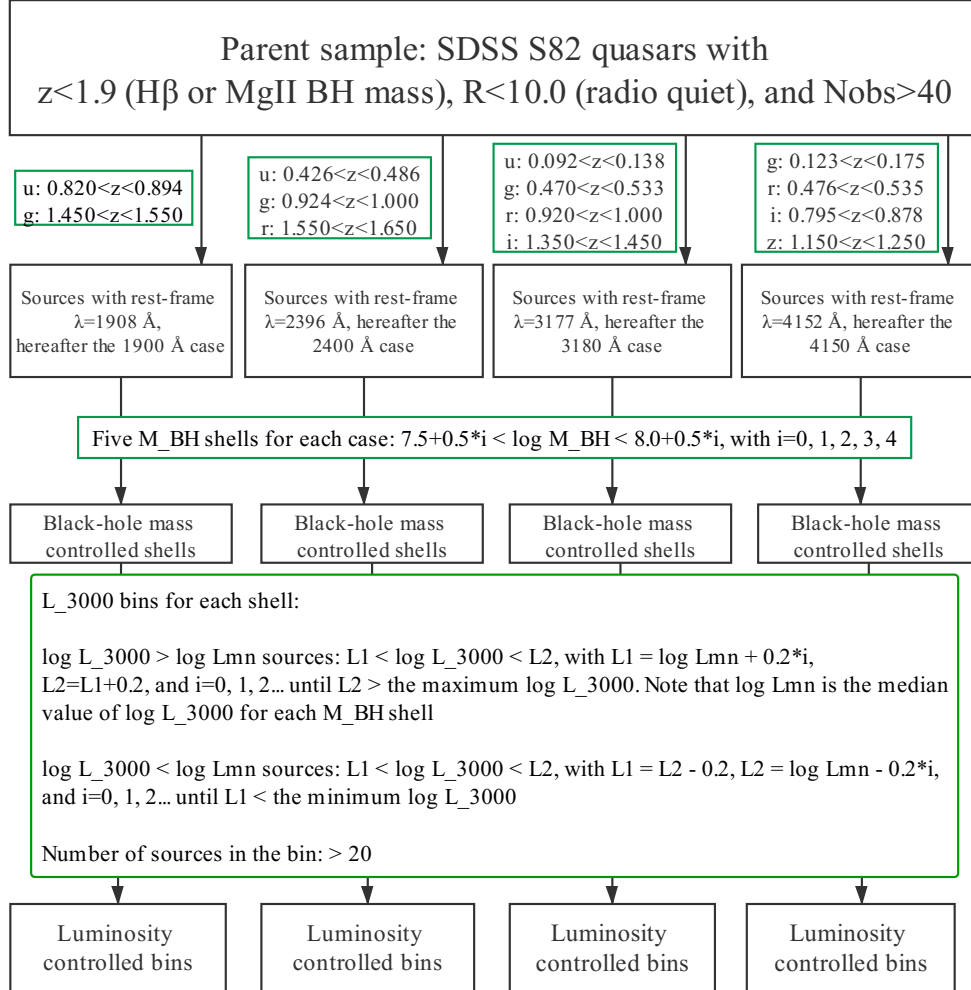 Parent sample: SDSS S82 quasars with
z<1.9 (Hβ or MgII BH mass), R<10.0 (radio quiet), and Nobs>40
u: 0.820<z<0.894
g: 1.450<z<1.550
u: 0.426<z<0.486
g: 0.924<z<1.000
r: 1.550<z<1.650
u: 0.092<z<0.138
g: 0.470<z<0.533
r: 0.920<z<1.000
i: 1.350<z<1.450
g: 0.123<z<0.175
r: 0.476<z<0.535
i: 0.795<z<0.878
z: 1.150<z<1.250
Sources with rest-frame
λ=1908 Å,
hereafter the 1900 Å case
Sources with rest-frame
λ=2396 Å, hereafer the
2400 Å case
Sources with rest-frame
λ=3177 Å, hereafer the
3180 Å case
Sources with rest-frame
λ=4152 Å, hereafer the
4150 Å case
Five M_BH shells for each case: 7.5+0.5*i < log M_BH < 8.0+0.5*i, with i=0, 1, 2, 3, 4
Black-hole mass
controlled shells
Black-hole mass
controlled shells
Black-hole mass
controlled shells
Black-hole mass
controlled shells
L_3000 bins for each shell:
log L_3000 > log Lmn sources: L1 < log L_3000 < L2, with L1 = log Lmn + 0.2*i,
L2=L1+0.2, and i=0, 1, 2... until L2 > the maximum log L_3000. Note that log Lmn is the median
value of log L_3000 for each M_BH shell
log L_3000 < log Lmn sources: L1 < log L_3000 < L2, with L1 = L2 - 0.2, L2 = log Lmn - 0.2*i,
and i=0, 1, 2... until L1 < the minimum log L_3000
Number of sources in the bin: > 20
Luminosity
controlled bins
Luminosity
controlled bins
Luminosity
controlled bins
Luminosity
controlled bins